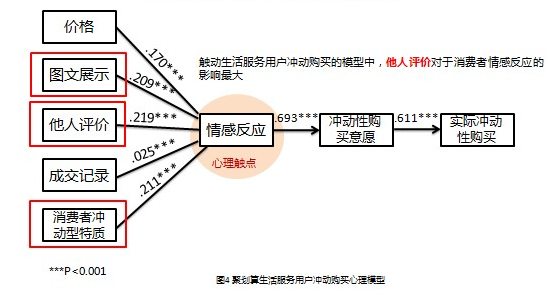 价格
.170***
触动生活服务用户冲动购买的模型中，他人评价对于消费者情感反应的
影响最大
图文展示
.209***
他人评价
.219***
情感反应
.693***
冲动性购
买意愿
.611***
实际冲动
性购买
心理触点
成交记录
.025***
.211***
消费者冲
动型特质
***P<0.001
图4 聚划算生活服务用户冲动购买心理模型